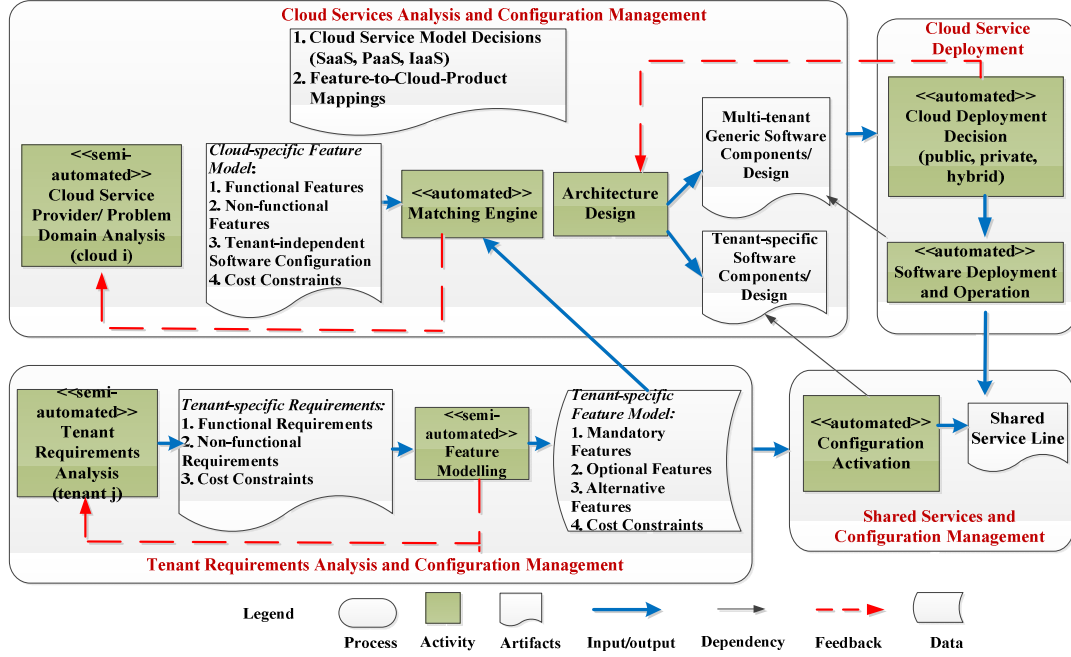 Cloud Services Analysis and Configuration Management
1. Cloud Service Model Decisions
(SaaS, PaaS, IaaS)
2. Feature-to-Cloud-Product
Mappings
<<semi-
automated>>
Cloud Service
Provider/ Problem
Domain Analysis
(cloud i)
Cloud-specific Feature
Model:
1. Functional Features
2. Non-functional
Features
3. Tenant-independent
Software Configuration
4. Cost Constraints
<<automated>>
Matching Engine
Architecture
Design
Multi-tenant
Generic Software
Components/
Design
Tenant-specific
Software
Components/
Design
Cloud Service
Deployment
<<automated>>
Cloud Deployment
Decision
(public, private,
hybrid)
<<automated>>
Software Deployment
and Operation
<<semi-
automated>>
Tenant
Requirements
Analysis
(tenant j)
Tenant-specific Requirements:
1. Functional Requirements
2. Non-functional
Requirements
3. Cost Constraints
<<semi-
automated>>
Feature
Modelling
Tenant-specific
Feature Model:
1. Mandatory
Features
2. Optional Features
3. Alternative
Features
4. Cost Constraints
Tenant Requirements Analysis and Configuration Management
<<automated>>
Configuration
Activation
Shared
Service Line
Shared Services and
Configuration Management
Legend
Process
Activity
Artifacts
Input/output
Dependency
Feedback
Data